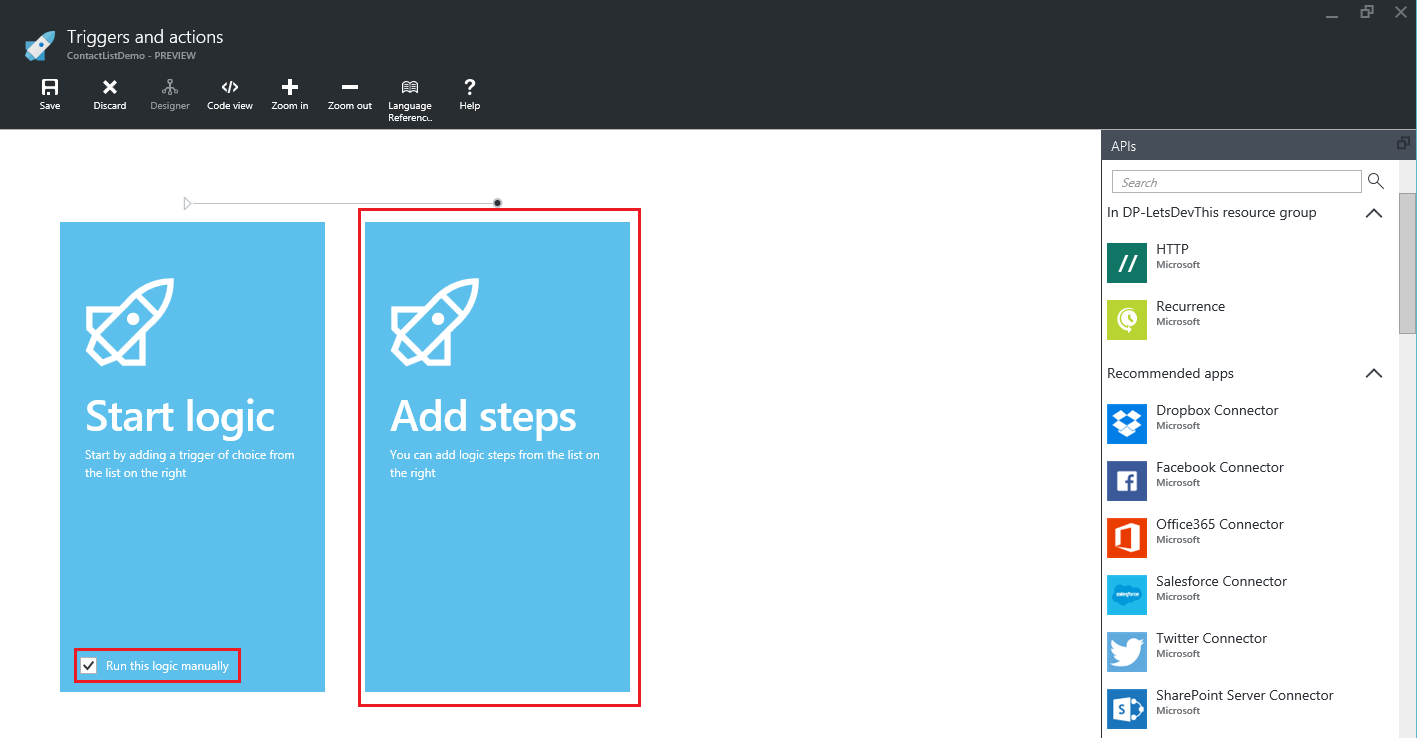 Triggers and actions
ContactListDemo - PREVIEW
Save
Discard
Designer
Code view
Zoom in
Zoom out
Language
Referenc..
Help
APIs
Search
In DP-LetsDevThis resource group
HTTP
Microsoft
Recurrence
Microsoft
Recommended apps
Dropbox Connector
Microsoft
Facebook Connector
Microsoft
Office365 Connector
Microsoft
salesforce
Salesforce Connector
Microsoft
Twitter Connector
Microsoft
S
SharePoint Server Connector
Microsoft
Start logic
Start by adding a trigger of choice from
the list on the right
Run this logic manually
Add steps
You can add logic steps from the list on
the right